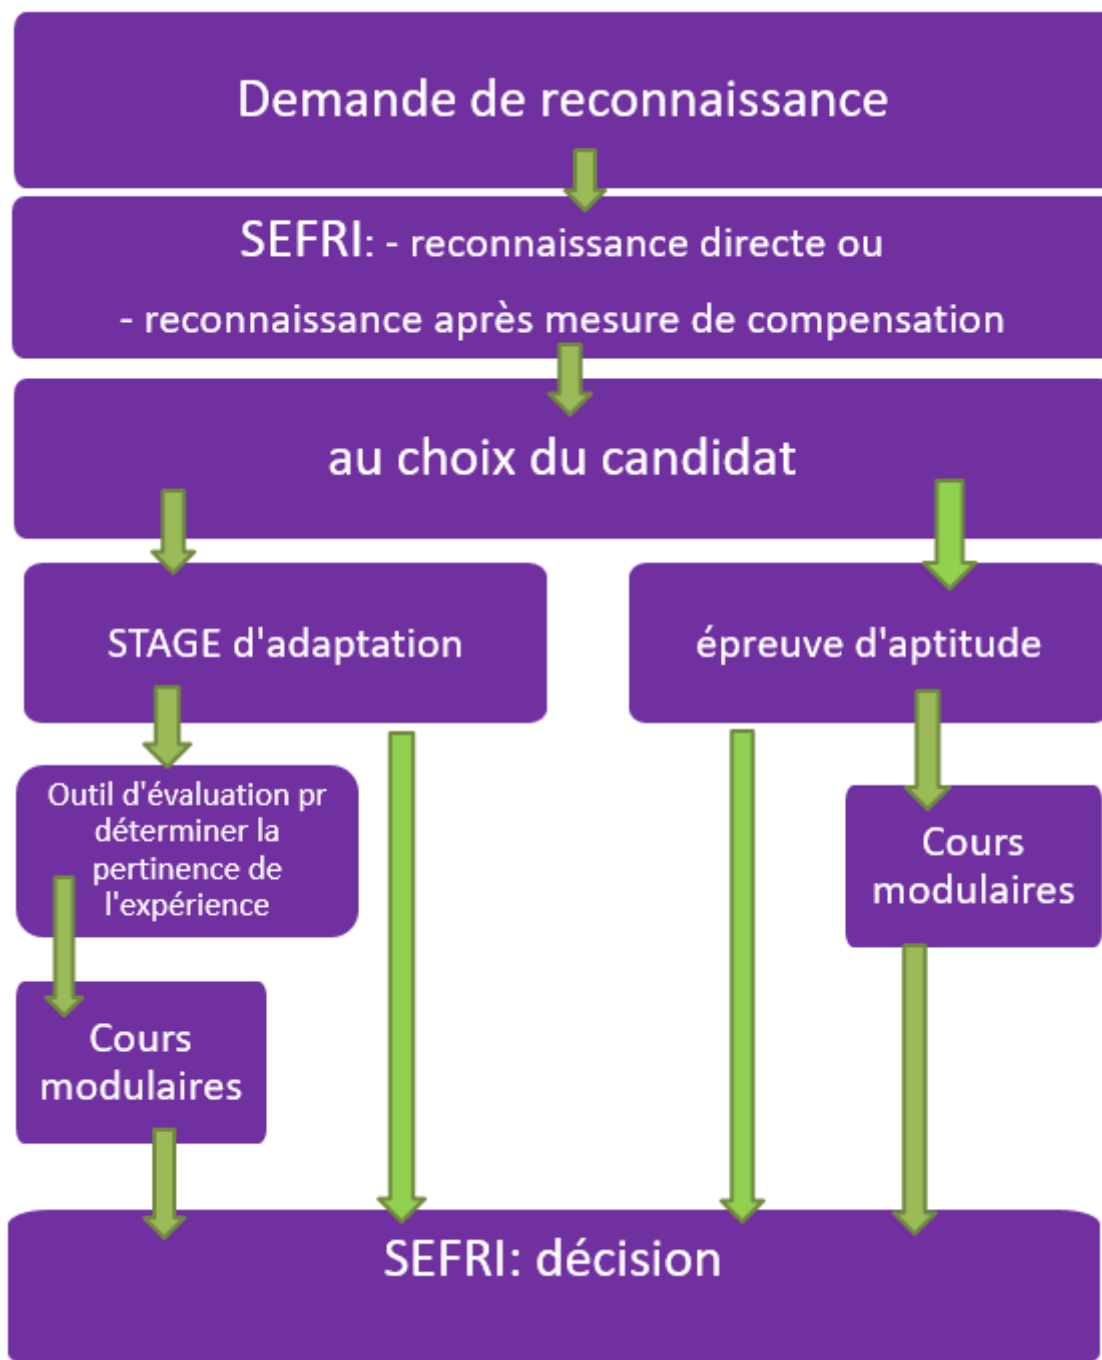 Demande de reconnaissance
SEFRI: - reconnaissance directe ou
- reconnaissance après mesure de compensation
au choix du candidat
STAGE d'adaptation
épreuve d'aptitude
Outil d'évaluation pr
déterminer la
pertinence de
l'expérience
Cours
modulaires
Cours
modulaires
SEFRI: décision